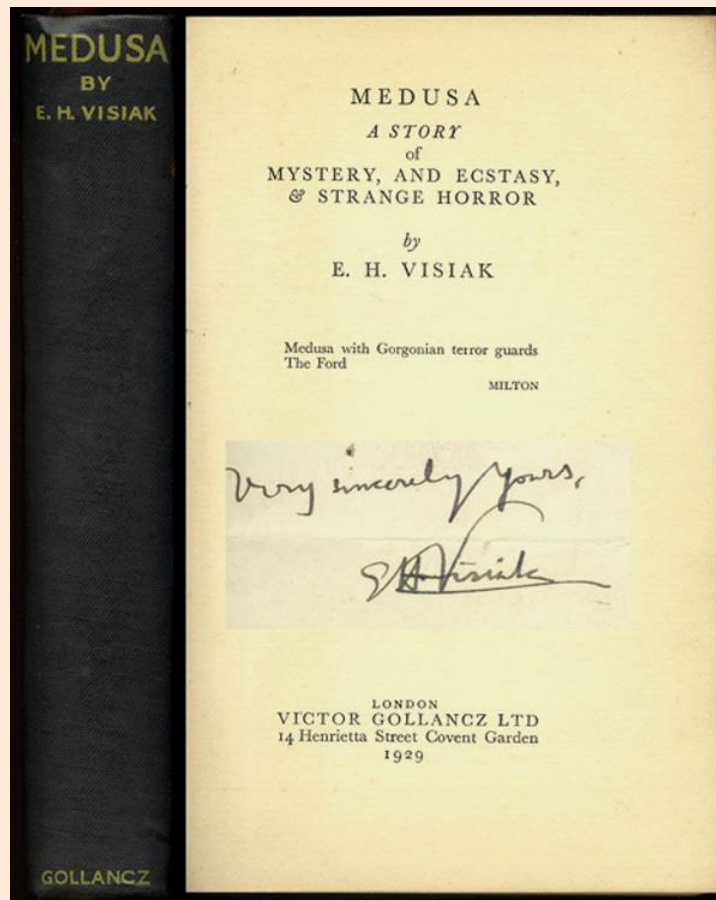 MEDUSA
BY
E. H. VISIAK
GOLLANCZ
MEDUSA
A STORY
of
MYSTERY, AND ECSTASY,
& STRANGE HORROR
by
E. H. VISIAK
Medusa with Gorgonian terror guards
The Ford
MILTON
Very sincerely yours,
E H Visiak
LONDON
VICTOR GOLLANCZ LTD
14 Henrietta Street Covent Garden
1929